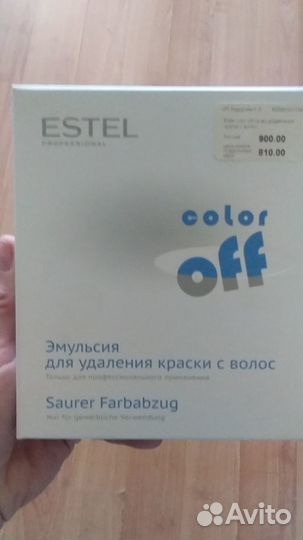 ESTEL
PROFESSIONAL
900.00
810.00
color
off
Эмульсия
для удаления краски с волос
Только для профессионального применения
Saurer Farbabzug
Nur für gewerbliche Verwendung
Avito